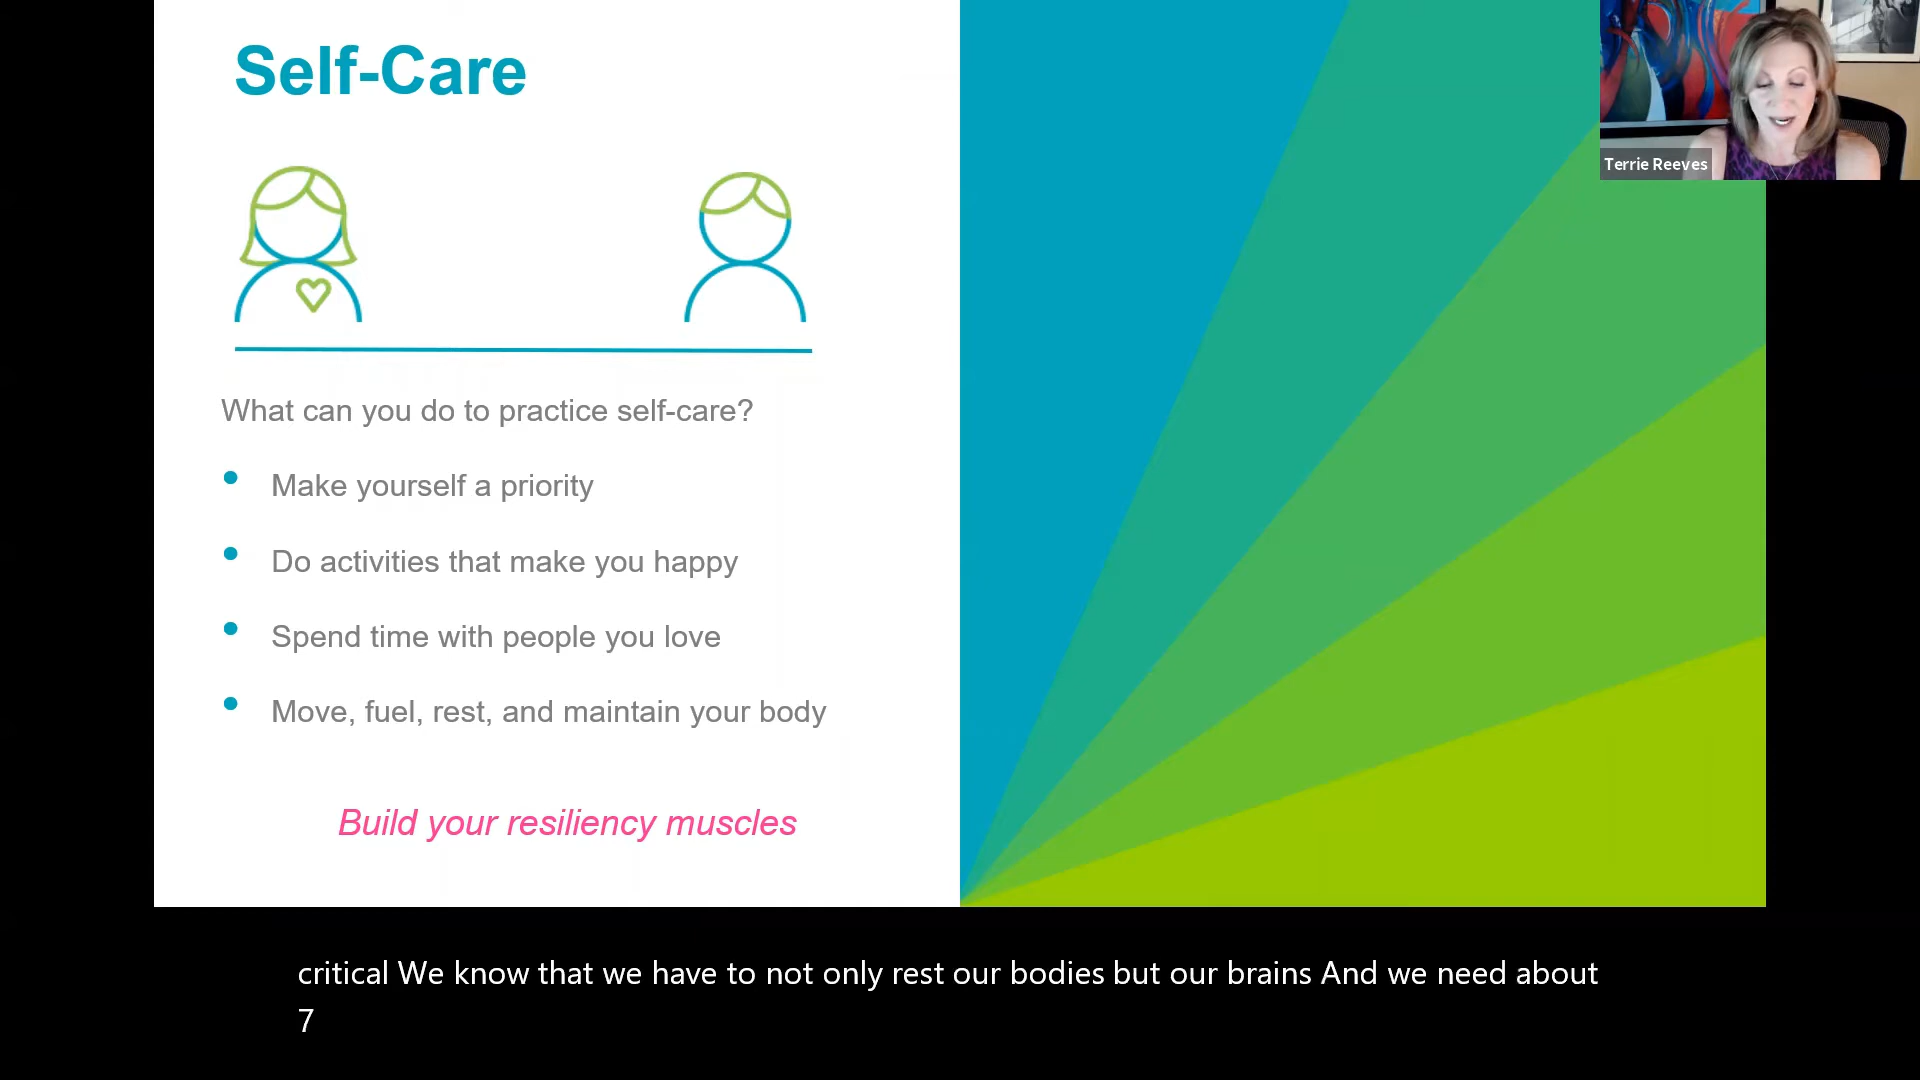 Self-Care
Terrie Reeves
What can you do to practice self-care?
• Make yourself a priority
• Do activities that make you happy
• Spend time with people you love
• Move, fuel, rest, and maintain your body
Build your resiliency muscles
critical We know that we have to not only rest our bodies but our brains And we need about
7